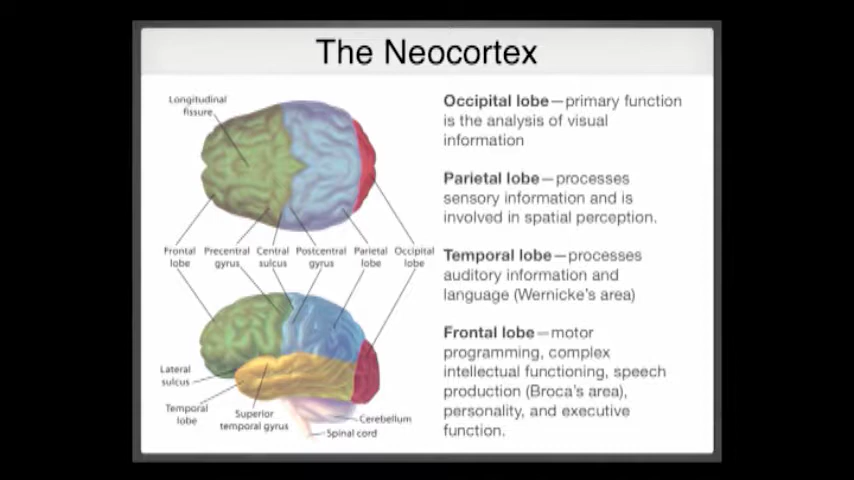 The Neocortex
Longitudinal
fissure
Frontal
lobe
Precentral
gyrus
Central
sulcus
Postcentral
gyrus
Parietal
lobe
Occipital
lobe
Lateral
sulcus
Temporal
lobe
Superior
temporal gyrus
Cerebellum
Spinal cord
Occipital lobe—primary function
is the analysis of visual
information
Parietal lobe—processes
sensory information and is
involved in spatial perception.
Temporal lobe—processes
auditory information and
language (Wernicke's area)
Frontal lobe—motor
programming, complex
intellectual functioning, speech
production (Broca's area),
personality, and executive
function.